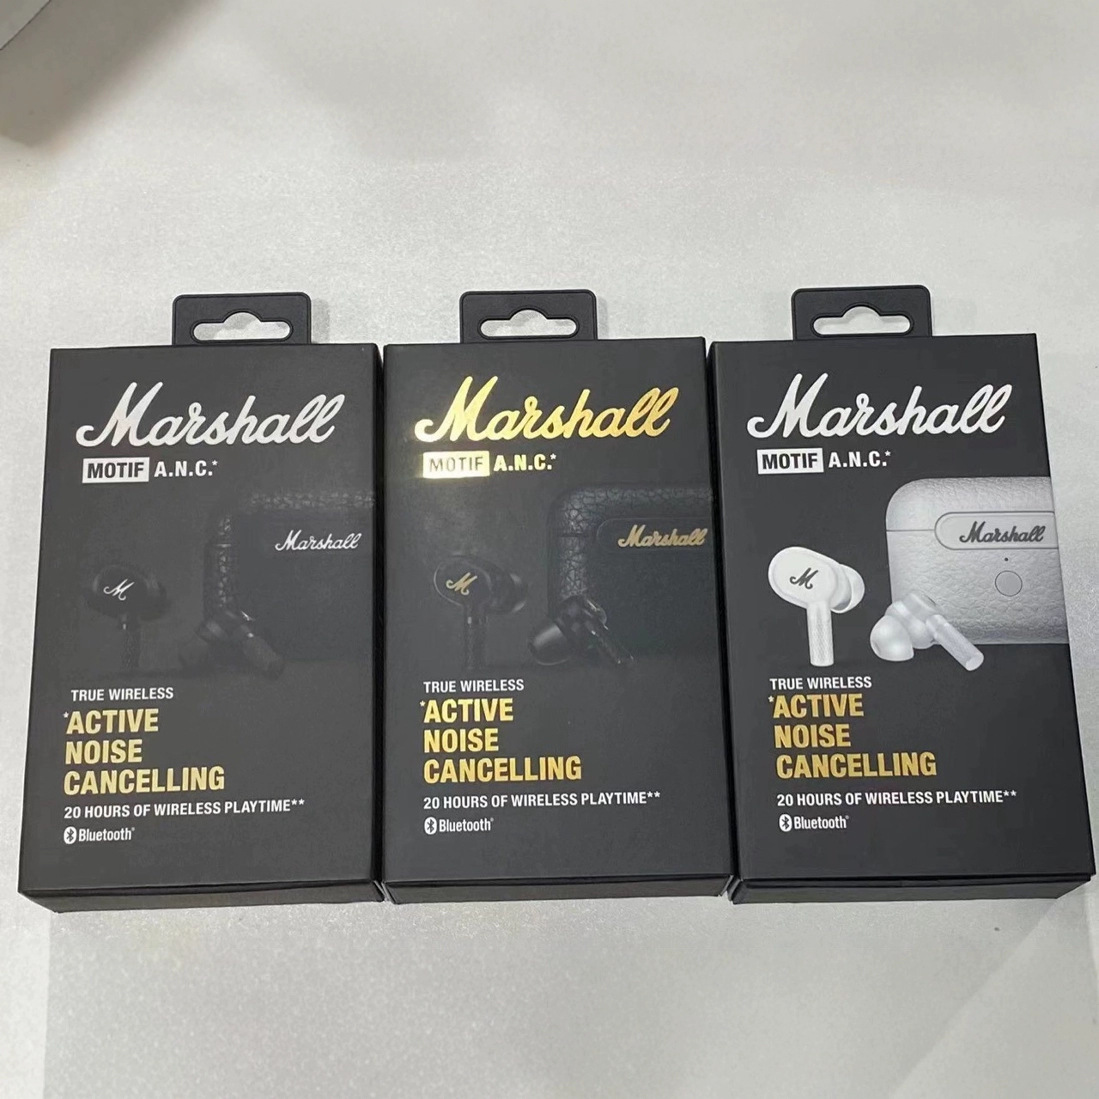 Marshall
MOTIF A.N.C.*
Marshall
M
TRUE WIRELESS
*ACTIVE
NOISE
CANCELLING
20 HOURS OF WIRELESS PLAYTIME**
Bluetooth®
Marshall
MOTIF A.N.C.*
Marshall
M
TRUE WIRELESS
*ACTIVE
NOISE
CANCELLING
20 HOURS OF WIRELESS PLAYTIME**
Bluetooth®
Marshall
MOTIF A.N.C.*
Marshall
M
TRUE WIRELESS
*ACTIVE
NOISE
CANCELLING
20 HOURS OF WIRELESS PLAYTIME**
Bluetooth®